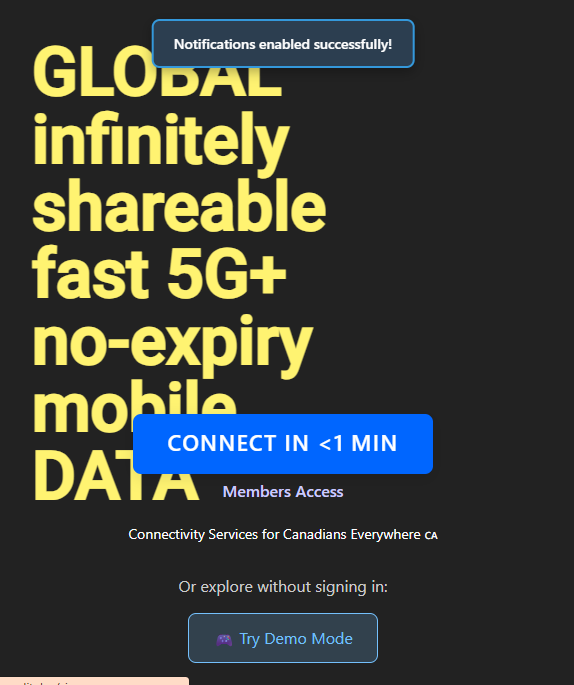 Notifications enabled successfully!
GLOBAL
infinitely
shareable
fast 5G+
no-expiry
mobile
DATA
CONNECT IN <1 MIN
Members Access
Connectivity Services for Canadians Everywhere CA
Or explore without signing in:
🎮 Try Demo Mode